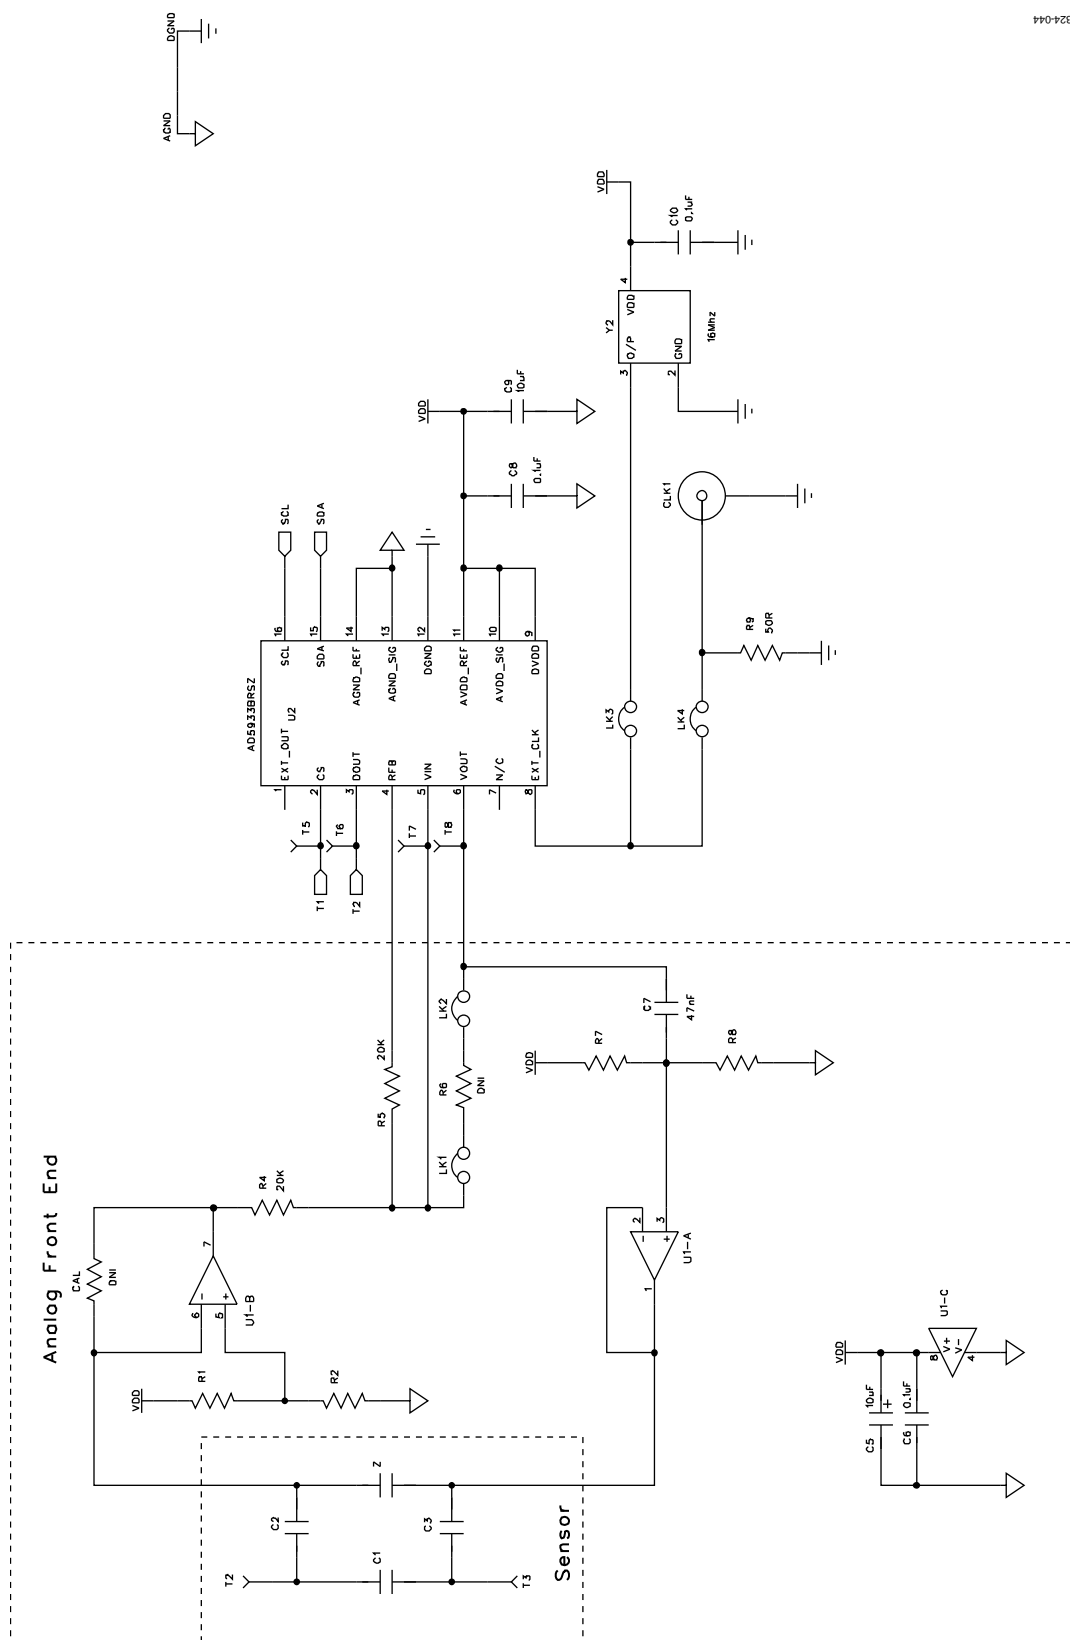 324-044
DGND
AGND
VDD
C10
0.1uF
4
VDD
Y2
O/P
GND
16Mhz
3
2
VDD
C9
10uF
C8
0.1uF
CLK1
SCL
SDA
16
15
14
13
12
11
10
9
AD5933BRSZ
U2
SCL
SDA
AGND_REF
AGND_SIG
DGND
AVDD_REF
AVDD_SIG
DVDD
EXT_OUT
CS
DOUT
RFB
VIN
VOUT
N/C
EXT_CLK
1
2
3
4
5
6
7
8
R9
50R
LK3
LK4
T5
T6
T7
T8
T1
T2
Analog Front End
LK2
C7
47nF
R7
VDD
R8
R5
20K
R6
DNI
LK1
R4
20K
CAL
DNI
7
6
5
-
+
U1-B
2
3
-
+
1
U1-A
VDD
R1
R2
VDD
U1-C
8
V+
V-
4
10uF
+
C5
0.1uF
C6
Sensor
Z
C2
C3
C1
T2
T3